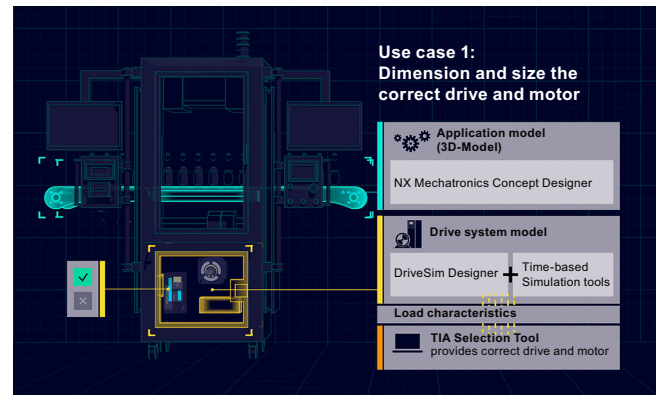 Use case 1:
Dimension and size the
correct drive and motor
Application model
(3D-Model)
NX Mechatronics Concept Designer
Drive system model
DriveSim Designer
+
Time-based
Simulation tools
Load characteristics
TIA Selection Tool
provides correct drive and motor